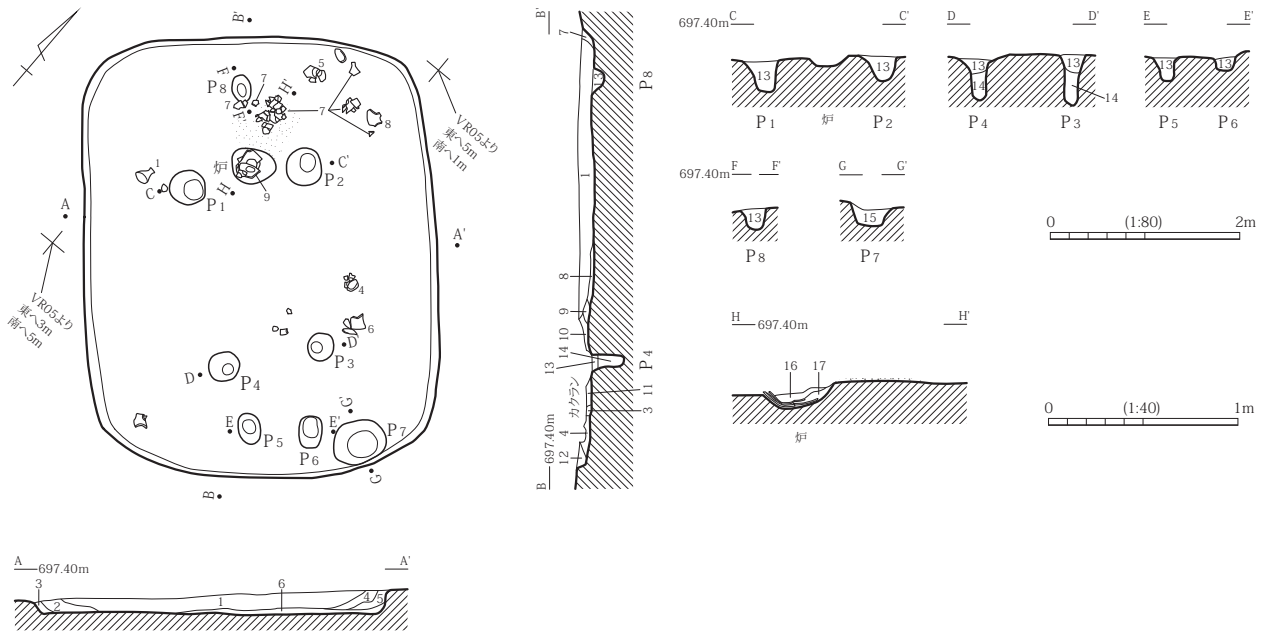 B'
F
P8
7
H'
5
7
F'
7
8
炉
C'
P2
1
C
P1
H
9
A
A'
VR05より
東へ5m
南へ1m
VR05より
東へ3m
南へ5m
4
6
D'
P3
D
P4
E
P5
E'
P6
G'
P7
G
B
A
697.40m
A'
3
2
1
6
4
5
B'
7
13
P8
1
8
9
10
14
13
P4
カクラン
11
3
4
12
697.40m
B
C
697.40m
C'
13
13
P1
炉
P2
D
D'
13
14
13
14
P4
P3
E
E'
13
13
P5
P6
697.40m
F
F'
13
P8
G
G'
15
P7
0
(1:80)
2m
H
697.40m
H'
16
17
炉
0
(1:40)
1m